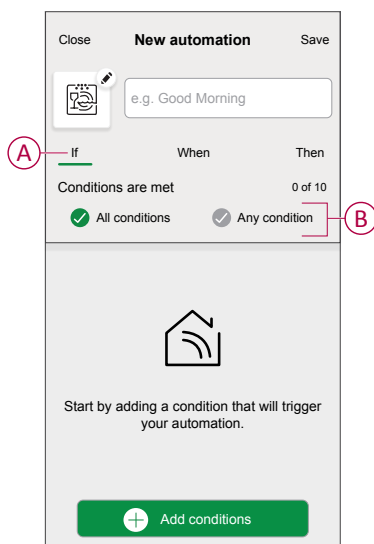 Close New automation Save
e.g. Good Morning
A If When Then
Conditions are met 0 of 10
All conditions Any condition B
Start by adding a condition that will trigger
your automation.
Add conditions